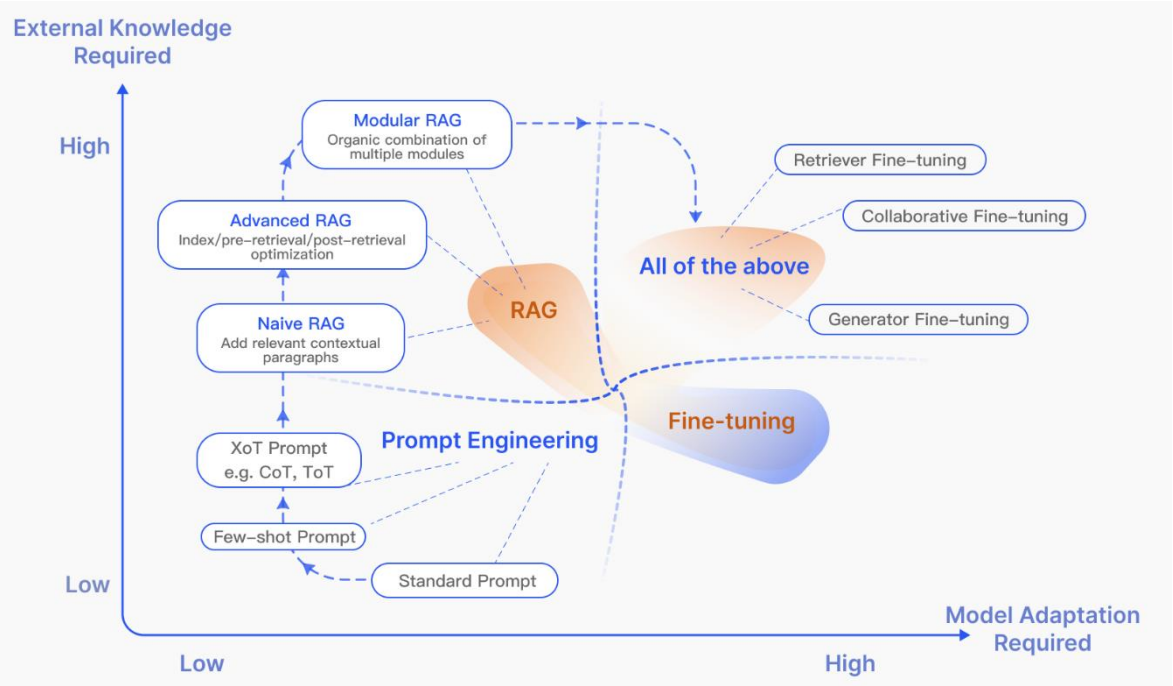 External Knowledge
Required
High
Modular RAG
Organic combination of
multiple modules
Retriever Fine-tuning
Collaborative Fine-tuning
Advanced RAG
Index/pre-retrieval/post-retrieval
optimization
All of the above
RAG
Naive RAG
Add relevant contextual
paragraphs
Generator Fine-tuning
Fine-tuning
Prompt Engineering
XoT Prompt
e.g. CoT, ToT
Few-shot Prompt
Standard Prompt
Low
Model Adaptation
Required
Low
High